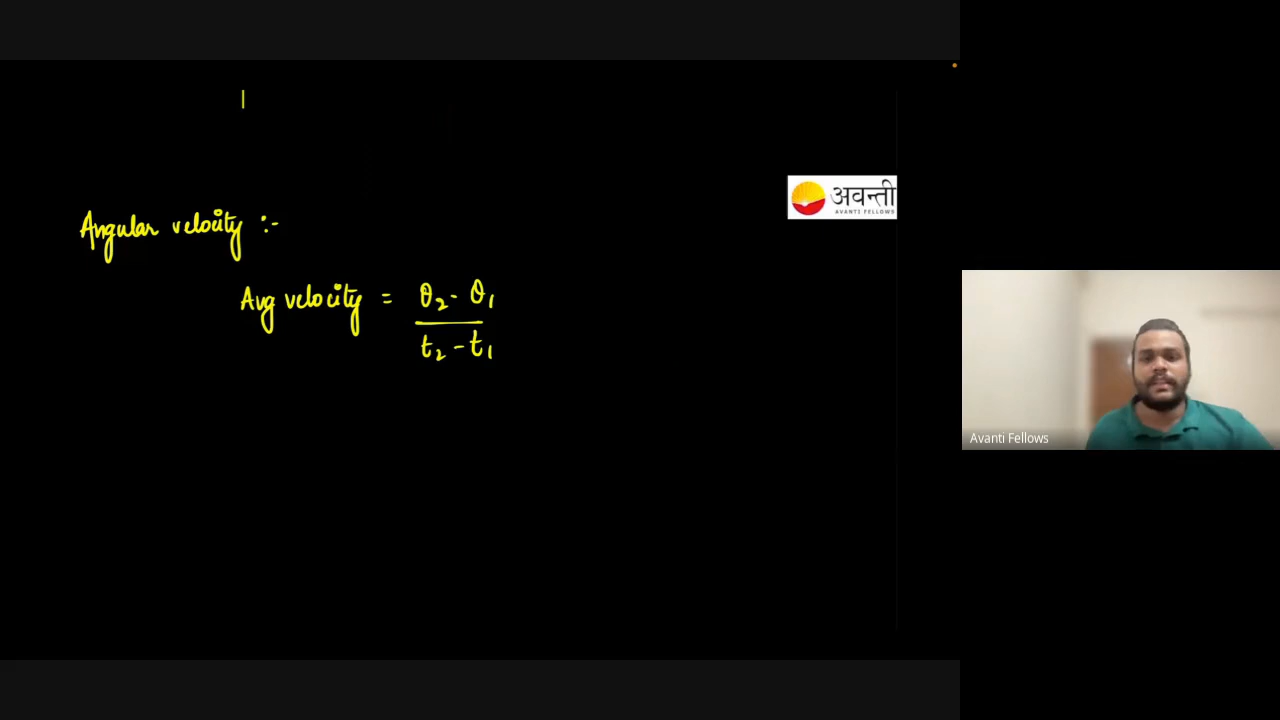 अवन्ती
AVANTI FELLOWS
Angular velocity :-
Avg velocity = θ₂ - θ₁
t₂ - t₁
Avanti Fellows